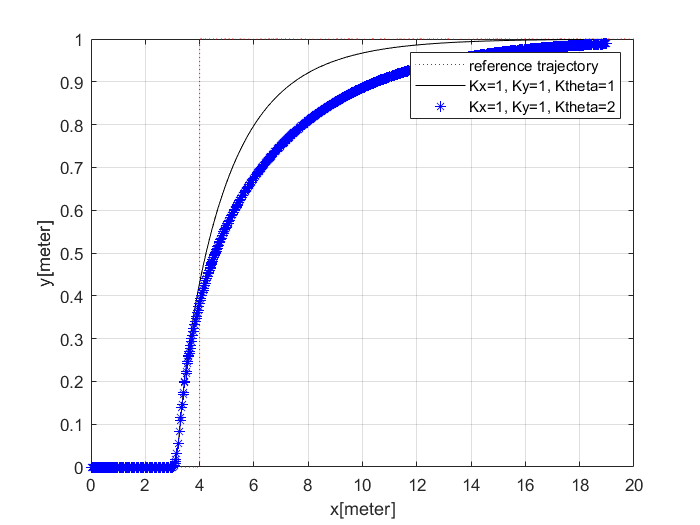 1
0.9
0.8
0.7
0.6
0.5
0.4
0.3
0.2
0.1
0
y[meter]
reference trajectory
Kx=1, Ky=1, Ktheta=1
Kx=1, Ky=1, Ktheta=2
0 2 4 6 8 10 12 14 16 18 20
x[meter]